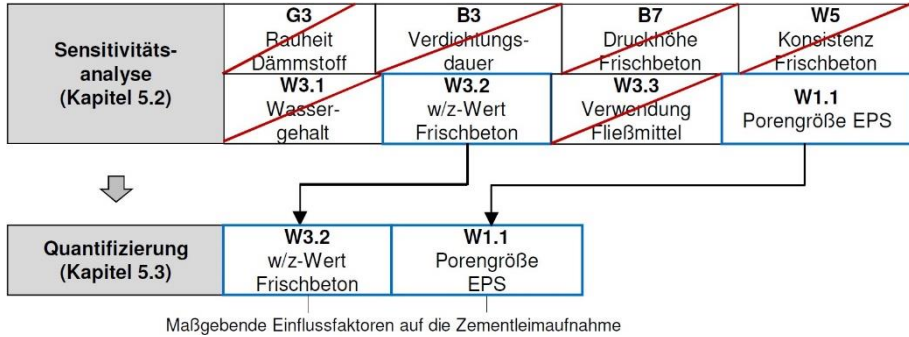 Sensitivitäts-
analyse
(Kapitel 5.2)
G3
Rauheit
Dämmstoff
B3
Verdichtungs-
dauer
B7
Druckhöhe
Frischbeton
W5
Konsistenz
Frischbeton
W3.1
Wasser-
gehalt
W3.2
w/z-Wert
Frischbeton
W3.3
Verwendung
Fließmittel
W1.1
Porengröße EPS
Quantifizierung
(Kapitel 5.3)
W3.2
w/z-Wert
Frischbeton
W1.1
Porengröße
EPS
Maßgebende Einflussfaktoren auf die Zementleimaufnahme